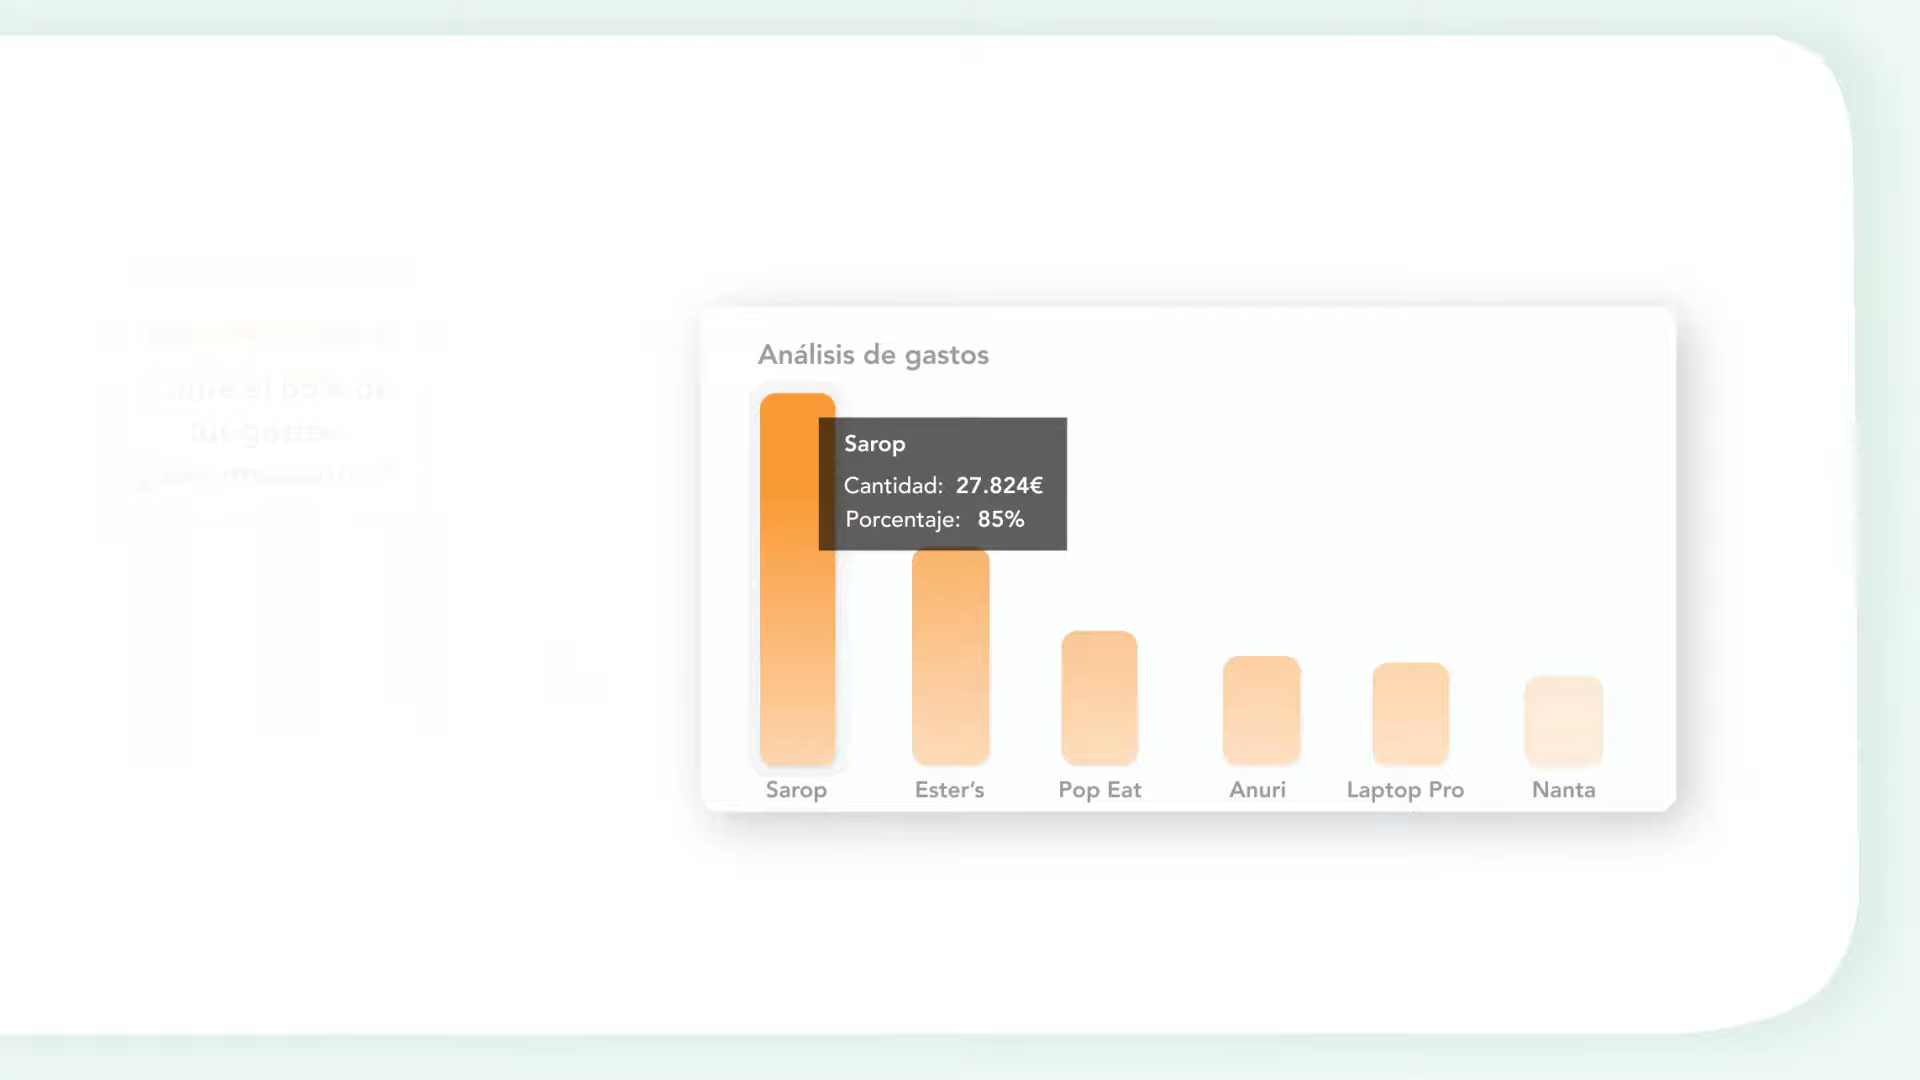 Análisis de gastos
Sarop
Cantidad: 27.824€
Porcentaje: 85%
Sarop Ester’s Pop Eat Anuri Laptop Pro Nanta